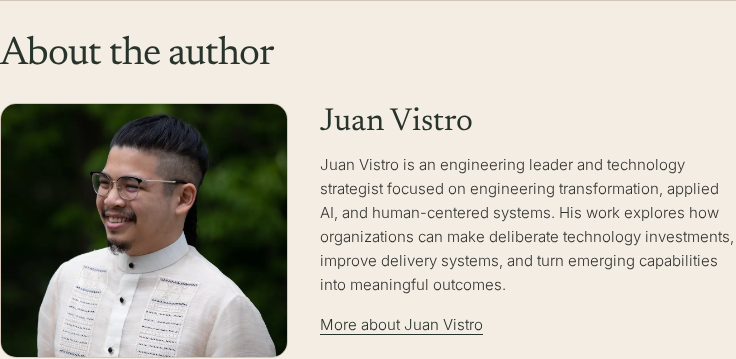 About the author
Juan Vistro
Juan Vistro is an engineering leader and technology
strategist focused on engineering transformation, applied
AI, and human-centered systems. His work explores how
organizations can make deliberate technology investments,
improve delivery systems, and turn emerging capabilities
into meaningful outcomes.
More about Juan Vistro